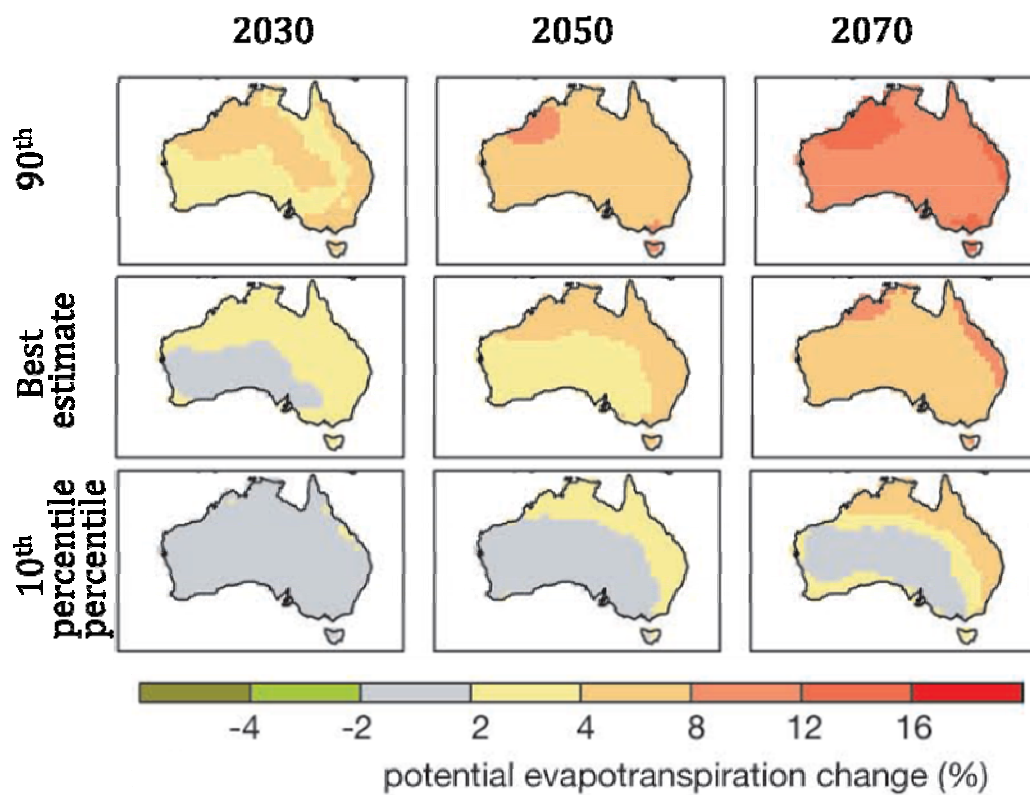 2030 2050 2070
90th
Best
estimate
10th
percentile
percentile
-4 -2 2 4 8 12 16
potential evapotranspiration change (%)